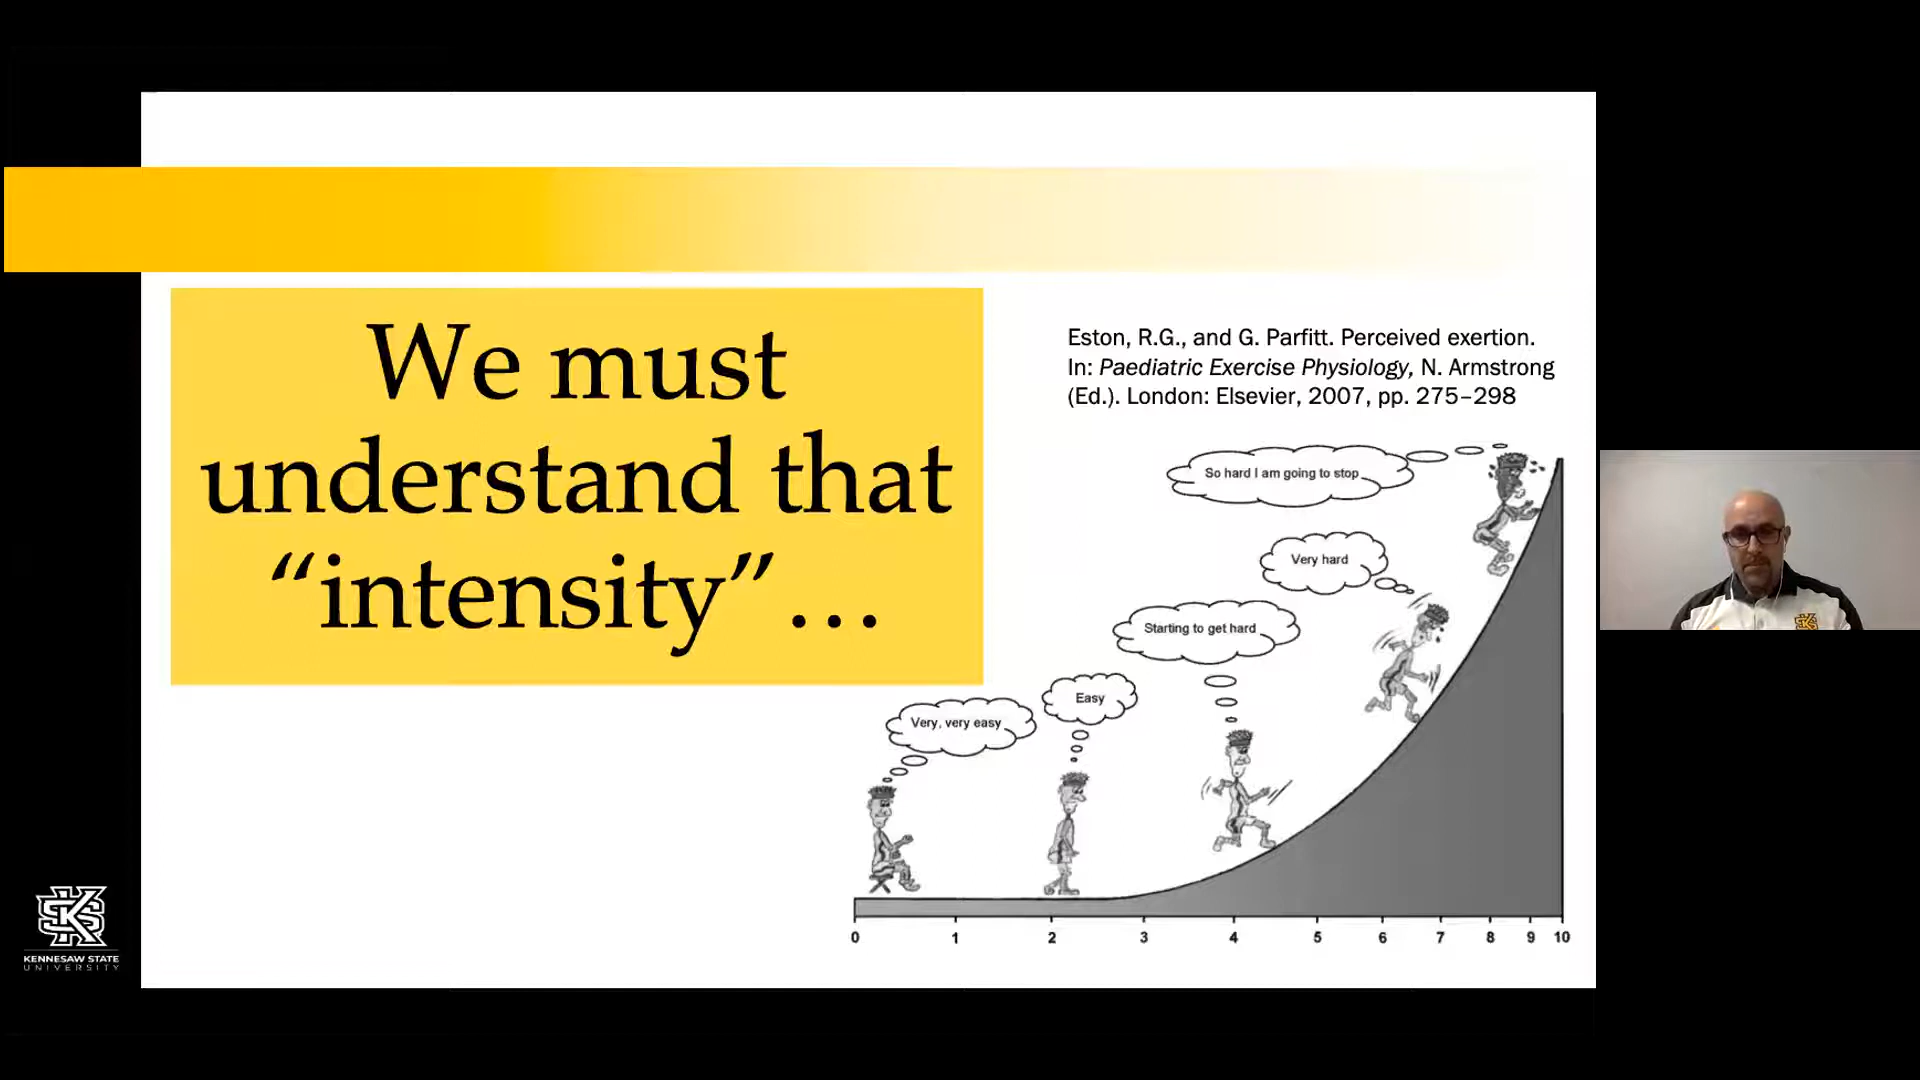 We must
understand that
“intensity”…
Eston, R.G., and G. Parfitt. Perceived exertion.
In: Paediatric Exercise Physiology, N. Armstrong
(Ed.). London: Elsevier, 2007, pp. 275–298
So hard I am going to stop
Very hard
Starting to get hard
Easy
Very, very easy
0 1 2 3 4 5 6 7 8 9 10
KS
KENNESAW STATE
UNIVERSITY
KS